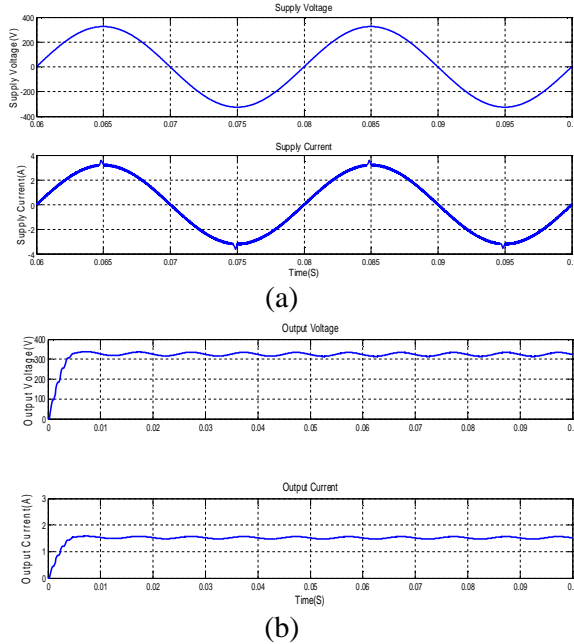 Supply Voltage
Supply Voltage(V)
400
200
0
-200
-400
0.06 0.065 0.07 0.075 0.08 0.085 0.09 0.095 0.
Supply Current
Supply Current(A)
4
2
0
-2
-4
0.06 0.065 0.07 0.075 0.08 0.085 0.09 0.095 0.
Time(S)
(a)
Output Voltage
Output Voltage(V)
400
300
200
100
0
0 0.01 0.02 0.03 0.04 0.05 0.06 0.07 0.08 0.09 0.
Output Current
Output Current(A)
3
2
1
0
0 0.01 0.02 0.03 0.04 0.05 0.06 0.07 0.08 0.09 0.
Time(S)
(b)